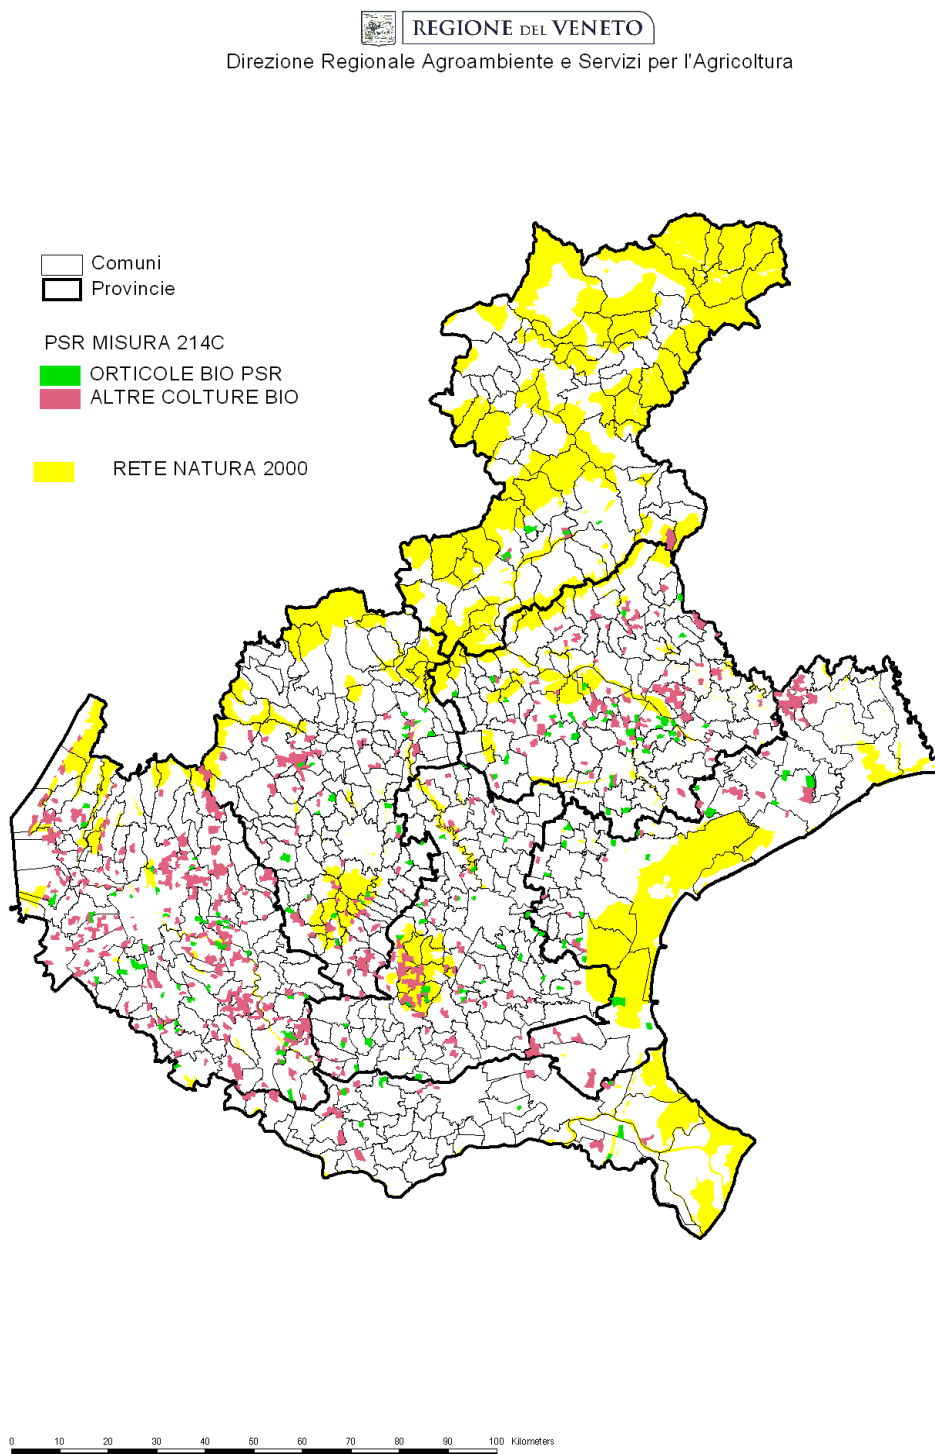 REGIONE DEL VENETO
Direzione Regionale Agroambiente e Servizi per l'Agricoltura
Comuni
Provincie
PSR MISURA 214C
ORTICOLE BIO PSR
ALTRE COLTURE BIO
RETE NATURA 2000
0 10 20 30 40 50 60 70 80 90 100 Kilometers